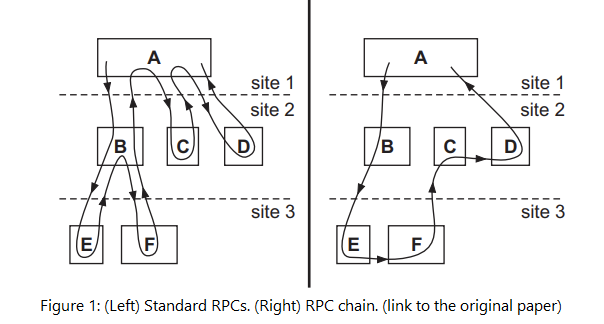 A
A
site 1
site 1
site 2
site 2
B
C
D
B
C
D
site 3
site 3
E
F
E
F
Figure 1: (Left) Standard RPCs. (Right) RPC chain. (link to the original paper)